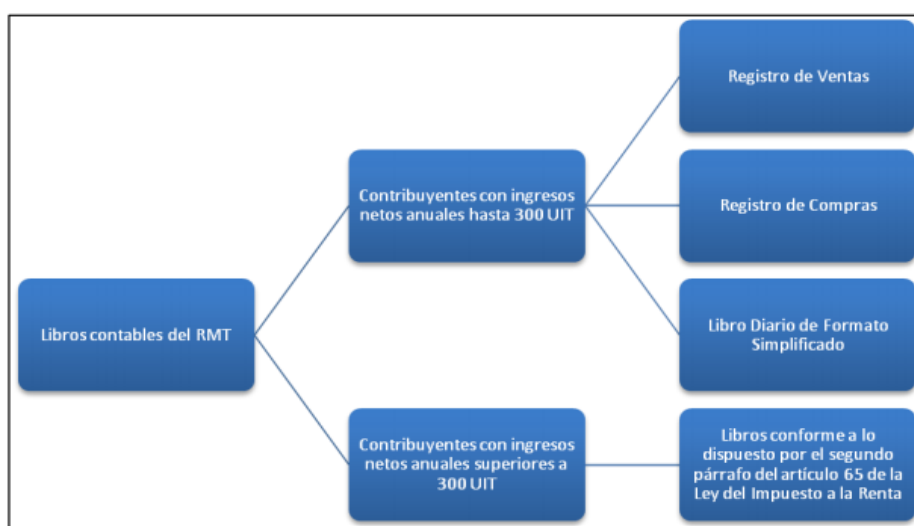 Libros contables del RMT
Contribuyentes con ingresos
netos anuales hasta 300 UIT
Registro de Ventas
Registro de Compras
Libro Diario de Formato
Simplificado
Contribuyentes con ingresos
netos anuales superiores a
300 UIT
Libros conforme a lo
dispuesto por el segundo
párrafo del artículo 65 de la
Ley del Impuesto a la Renta